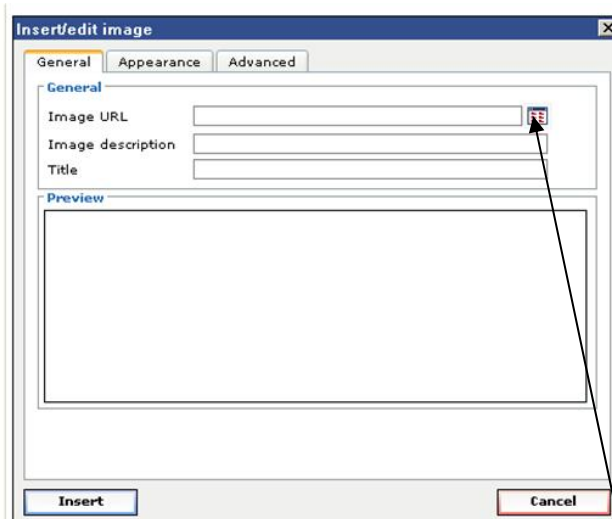 Insert/edit image
General Appearance Advanced
General
Image URL
Image description
Title
Preview
Insert Cancel